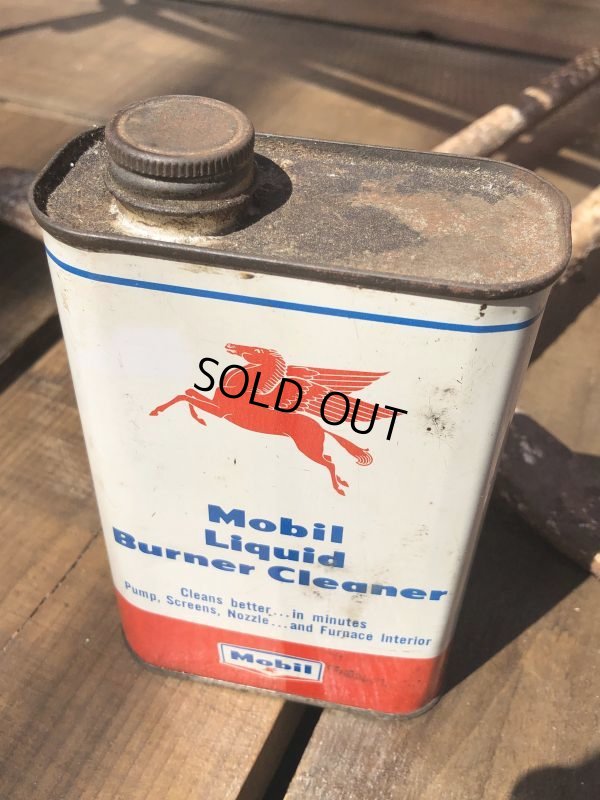 SOLD OUT
Mobil
Liquid
Burner Cleaner
Cleans better...in minutes
Pump, Screens, Nozzle...and Furnace Interior
Mobil